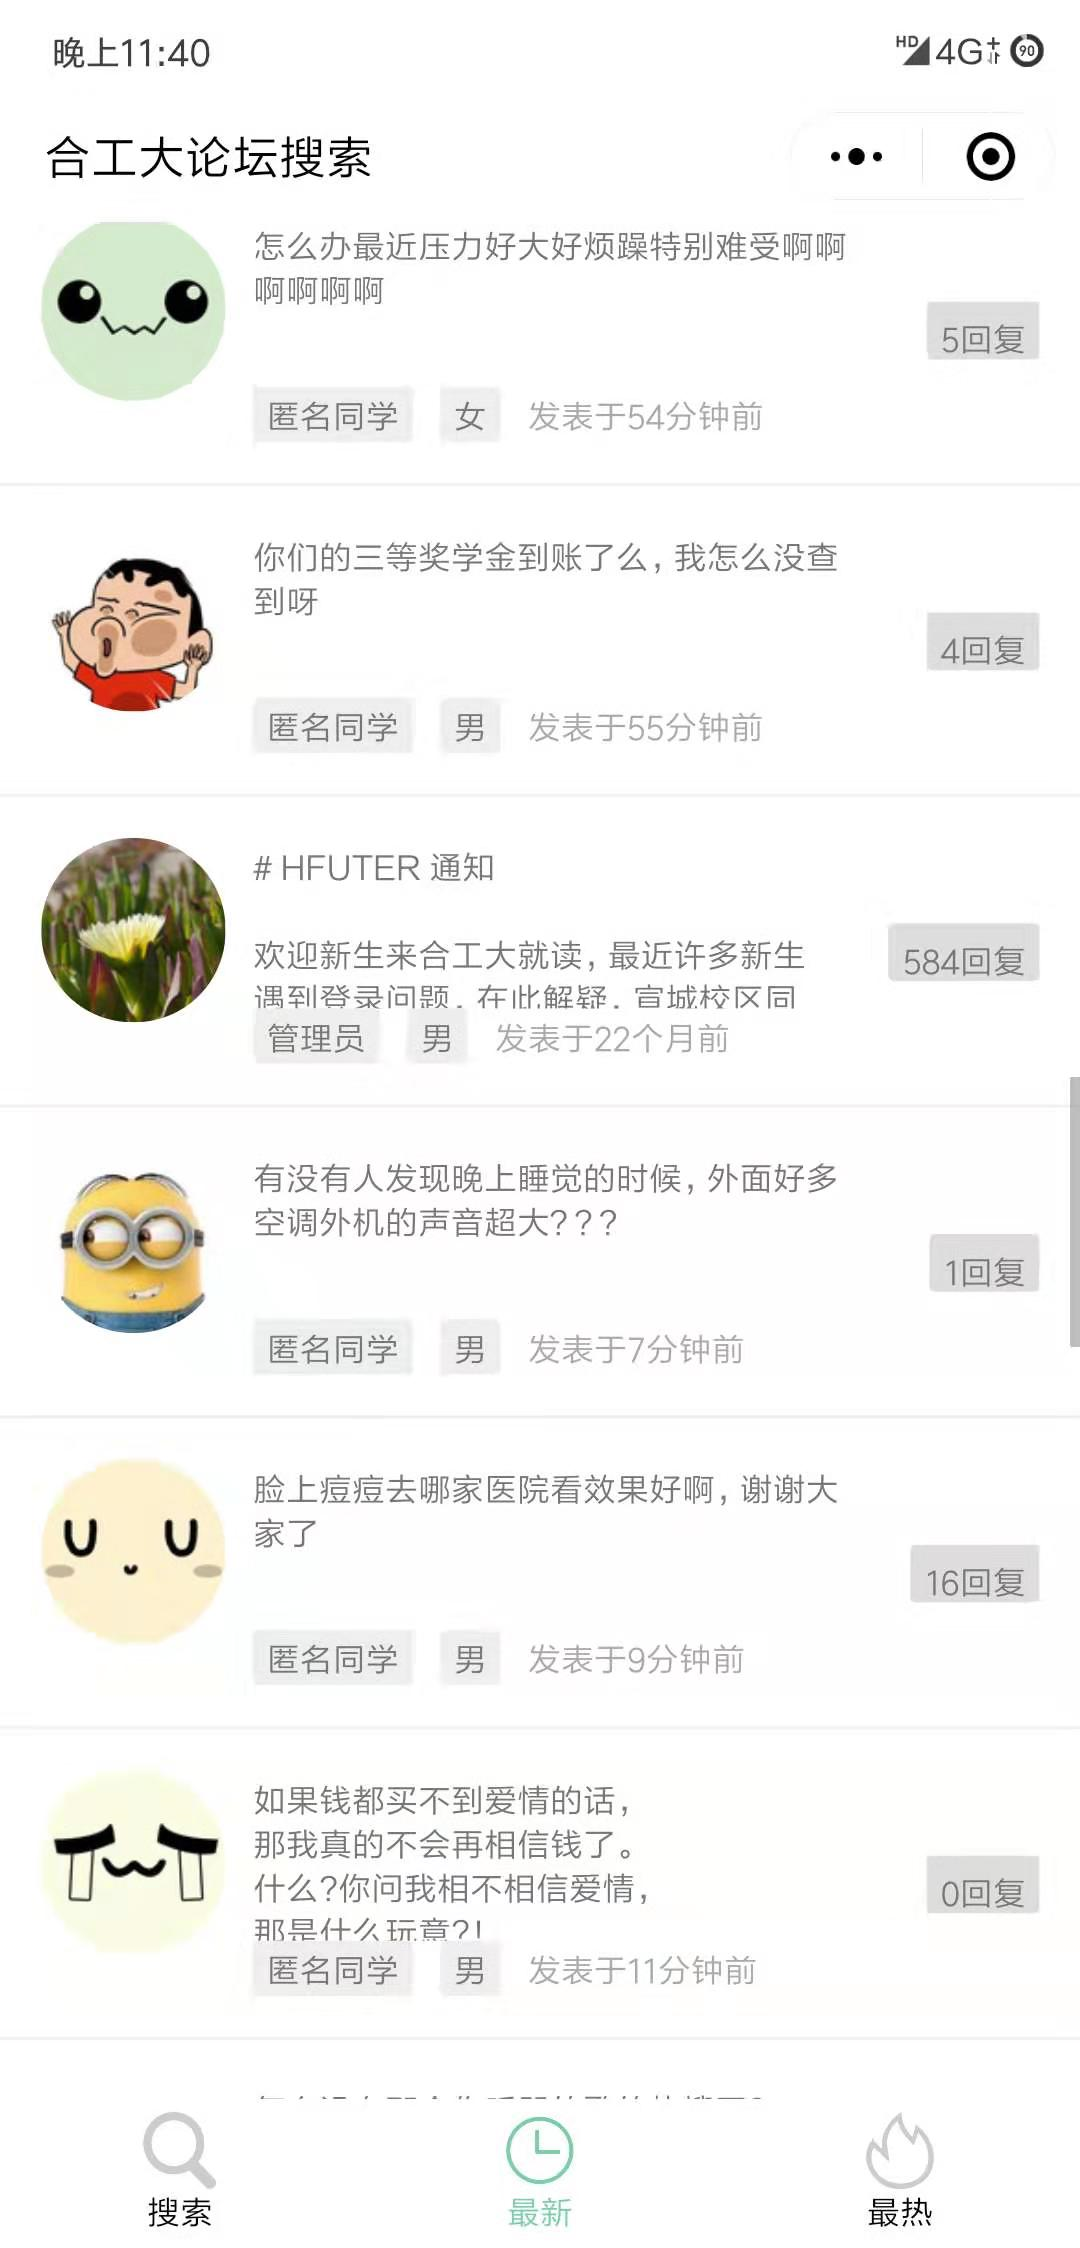 晚上11:40
HD 4G 90
合工大论坛搜索
怎么办最近压力好大好烦躁特别难受啊啊
啊啊啊啊
5回复
匿名同学 女 发表于54分钟前
你们的三等奖学金到账了么，我怎么没查
到呀
4回复
匿名同学 男 发表于55分钟前
# HFUTER 通知
欢迎新生来合工大就读，最近许多新生
584回复
遇到登录问题，在此解疑，宣城校区同
管理员 男 发表于22个月前
有没有人发现晚上睡觉的时候，外面好多
空调外机的声音超大？？？
1回复
匿名同学 男 发表于7分钟前
脸上痘痘去哪家医院看效果好啊，谢谢大
家了
16回复
匿名同学 男 发表于9分钟前
如果钱都买不到爱情的话，
那我真的不会再相信钱了。
什么?你问我相不相信爱情，
0回复
那是什么玩意?!
匿名同学 男 发表于11分钟前
搜索 最新 最热